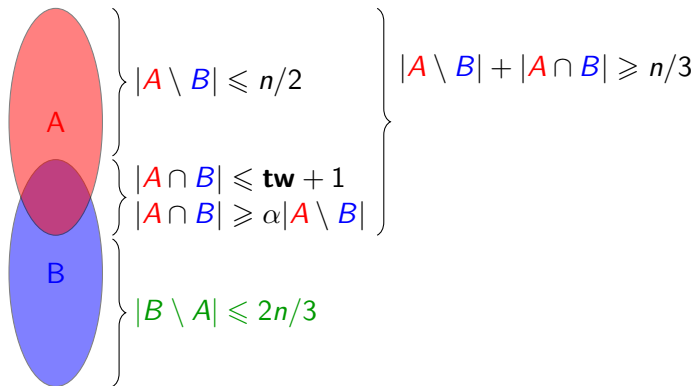 |A \ B| ⩽ n/2
|A \ B| + |A ∩ B| ⩾ n/3
A
|A ∩ B| ⩽ tw + 1
|A ∩ B| ⩾ α|A \ B|
B
|B \ A| ⩽ 2n/3